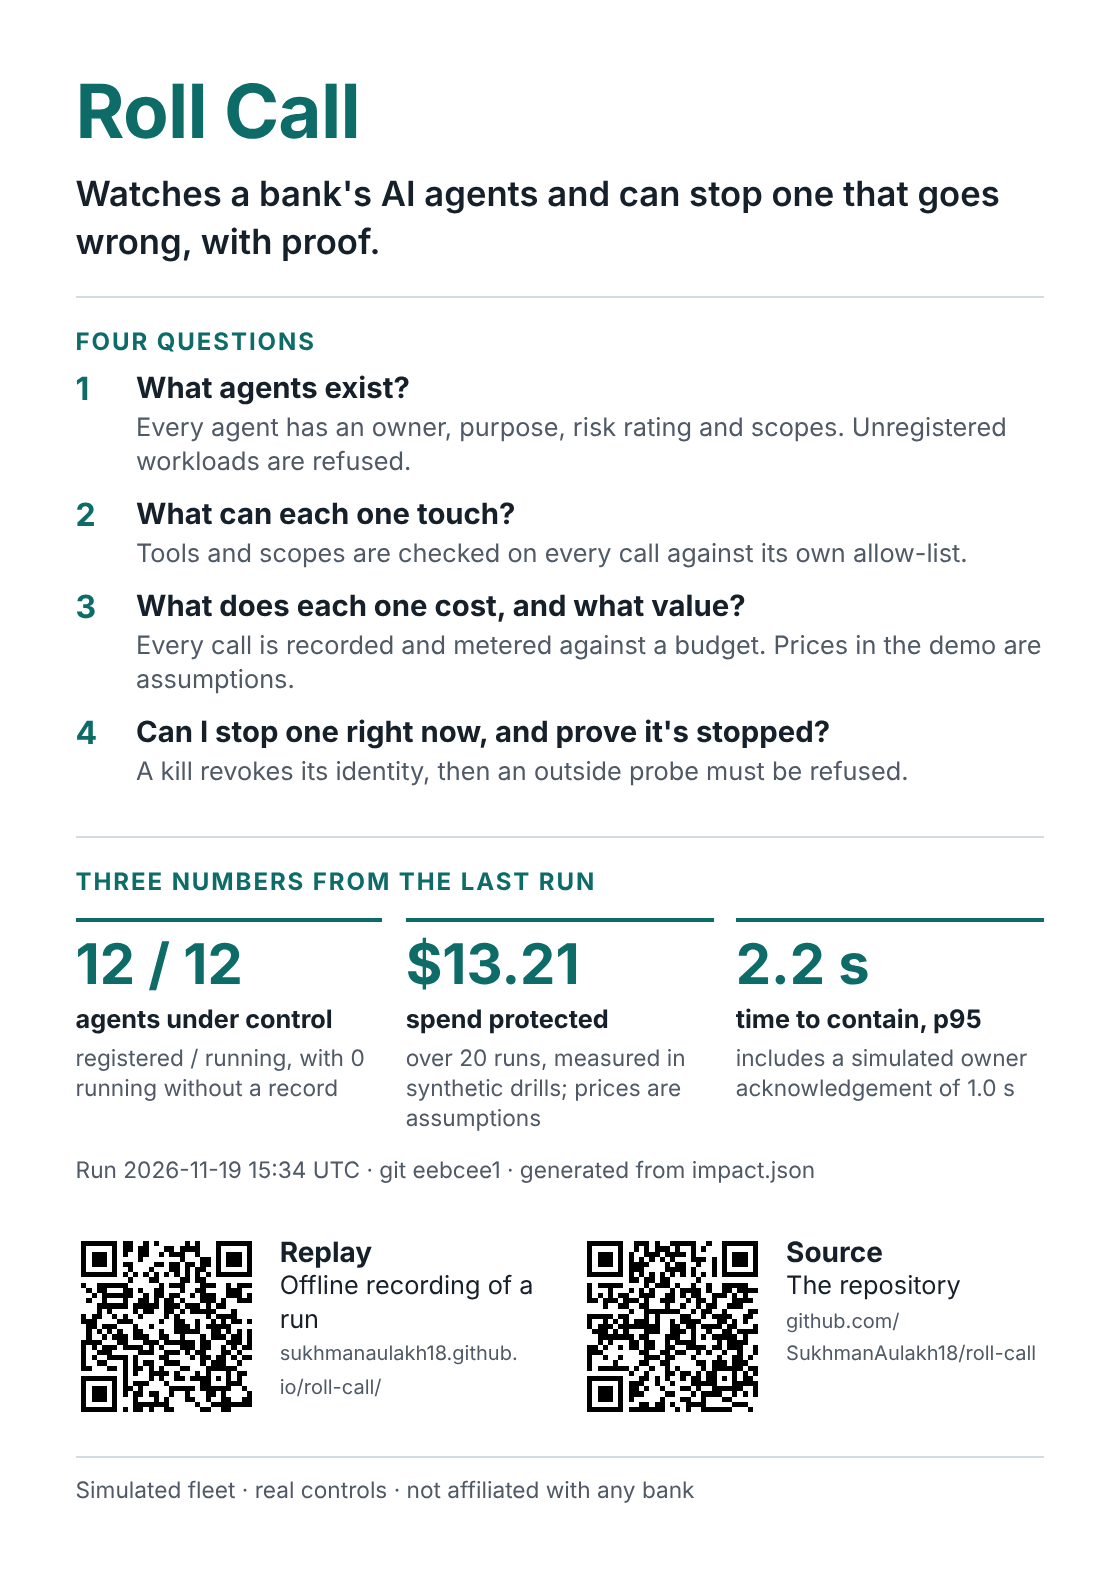 Roll Call
Watches a bank's AI agents and can stop one that goes
wrong, with proof.
FOUR QUESTIONS
1 What agents exist?
Every agent has an owner, purpose, risk rating and scopes. Unregistered
workloads are refused.
2 What can each one touch?
Tools and scopes are checked on every call against its own allow-list.
3 What does each one cost, and what value?
Every call is recorded and metered against a budget. Prices in the demo are
assumptions.
4 Can I stop one right now, and prove it's stopped?
A kill revokes its identity, then an outside probe must be refused.
THREE NUMBERS FROM THE LAST RUN
12 / 12
agents under control
registered / running, with 0
running without a record
$13.21
spend protected
over 20 runs, measured in
synthetic drills; prices are
assumptions
2.2 s
time to contain, p95
includes a simulated owner
acknowledgement of 1.0 s
Run 2026-11-19 15:34 UTC · git eebcee1 · generated from impact.json
Replay
Offline recording of a
run
sukhmanaulakh18.github.
io/roll-call/
Source
The repository
github.com/
SukhmanAulakh18/roll-call
Simulated fleet · real controls · not affiliated with any bank